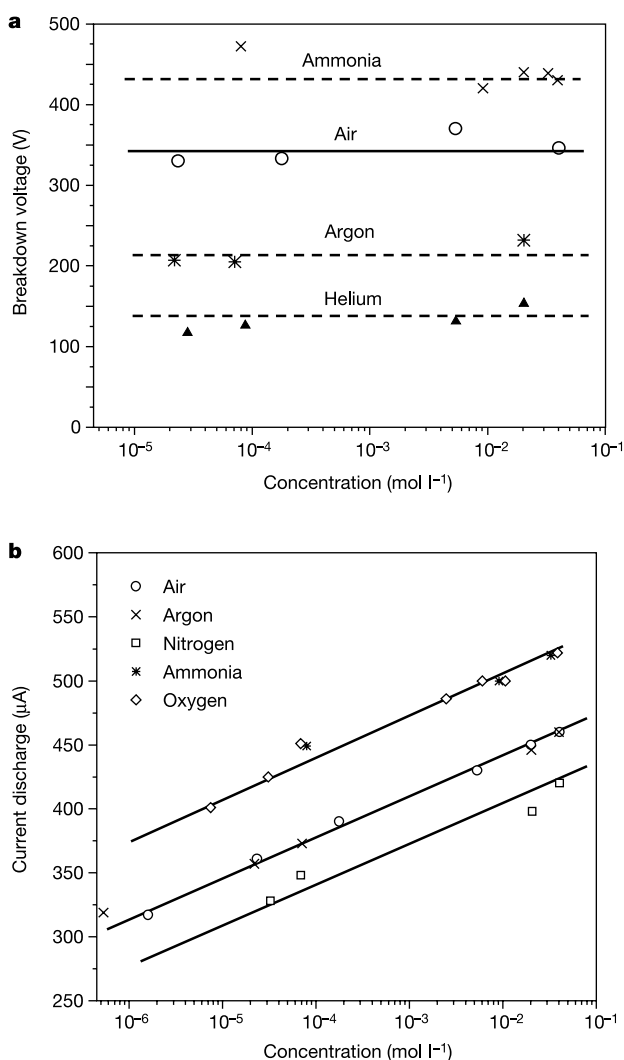 a
500
400
300
200
100
0
Breakdown voltage (V)
Ammonia
Air
Argon
Helium
10⁻⁵
10⁻⁴
10⁻³
10⁻²
10⁻¹
Concentration (mol l⁻¹)
b
600
550
500
450
400
350
300
250
Current discharge (μA)
Air
Argon
Nitrogen
Ammonia
Oxygen
10⁻⁶
10⁻⁵
10⁻⁴
10⁻³
10⁻²
10⁻¹
Concentration (mol l⁻¹)